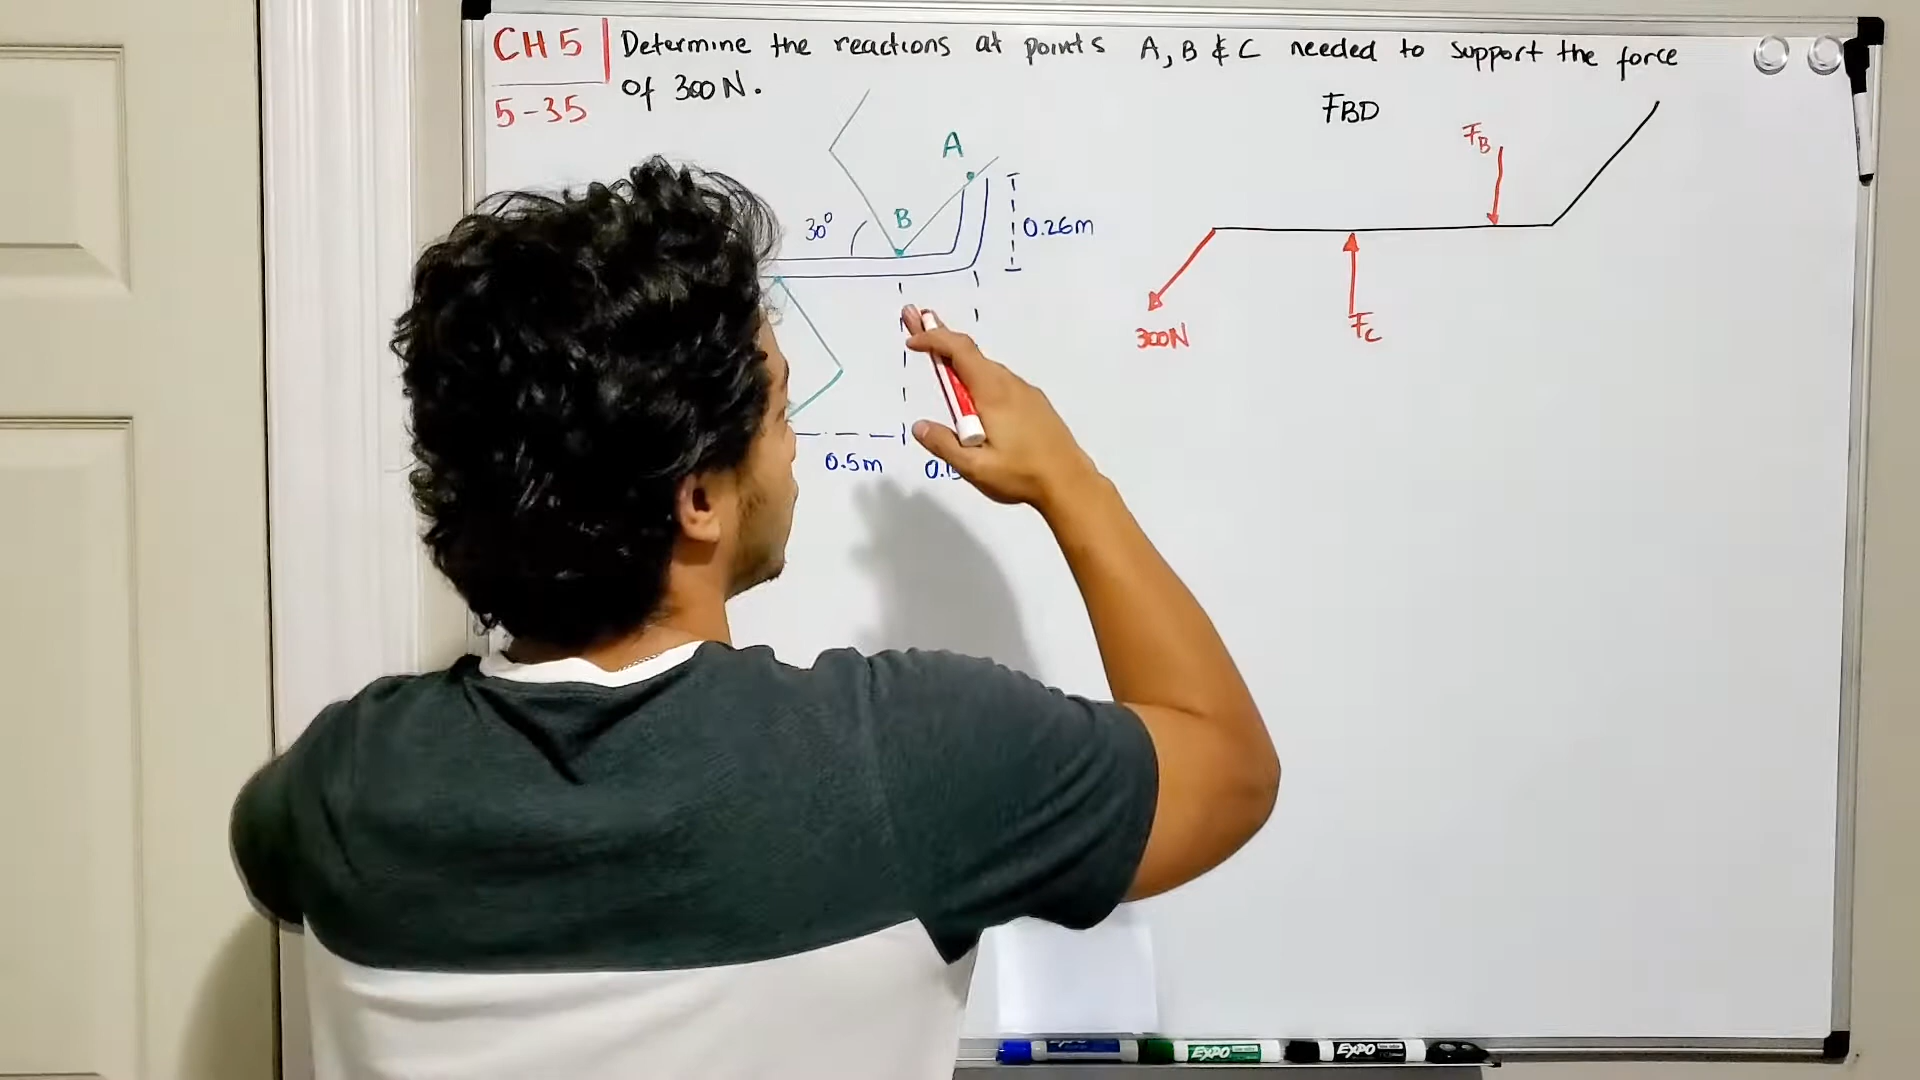 CH 5
5-35
Determine the reactions at points A, B & C needed to support the force
of 300 N.
FBD
A
B
30°
0.26m
0.5m
F_B
300N
F_C
EXPO
EXPO